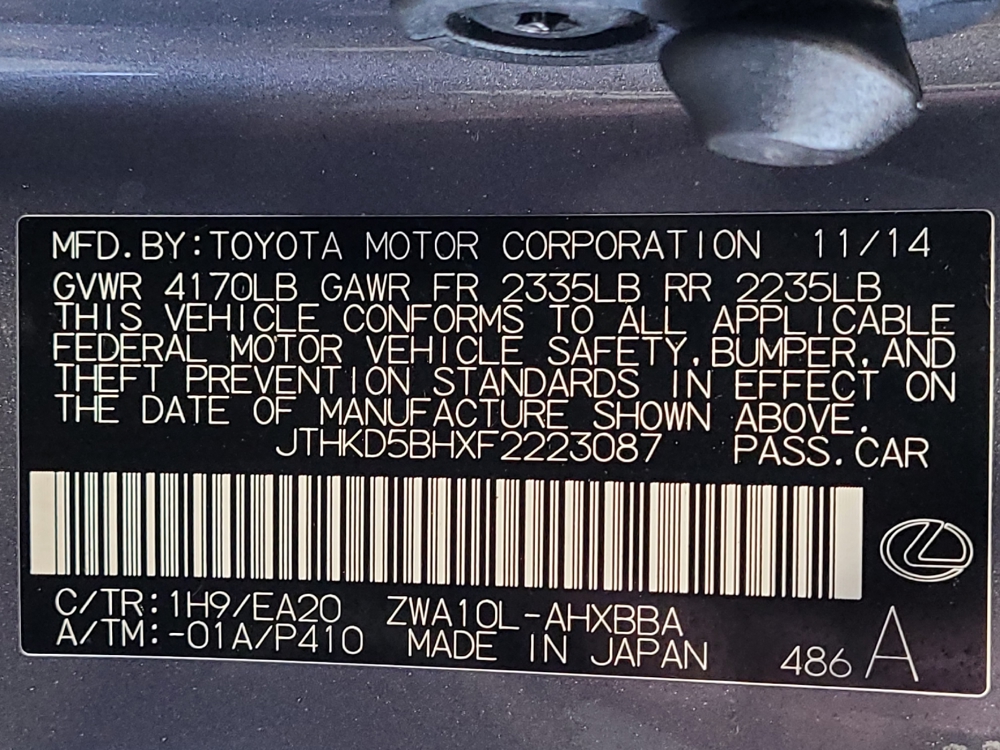 MFD.BY:TOYOTA MOTOR CORPORATION 11/14
GVWR 4170LB GAWR FR 2335LB RR 2235LB
THIS VEHICLE CONFORMS TO ALL APPLICABLE
FEDERAL MOTOR VEHICLE SAFETY,BUMPER,AND
THEFT PREVENTION STANDARDS IN EFFECT ON
THE DATE OF MANUFACTURE SHOWN ABOVE.
JTHKD5BHXF2223087 PASS.CAR
C/TR:1H9/EA20 ZWA10L-AHXBBA
A/TM:-01A/P410 MADE IN JAPAN 486 A